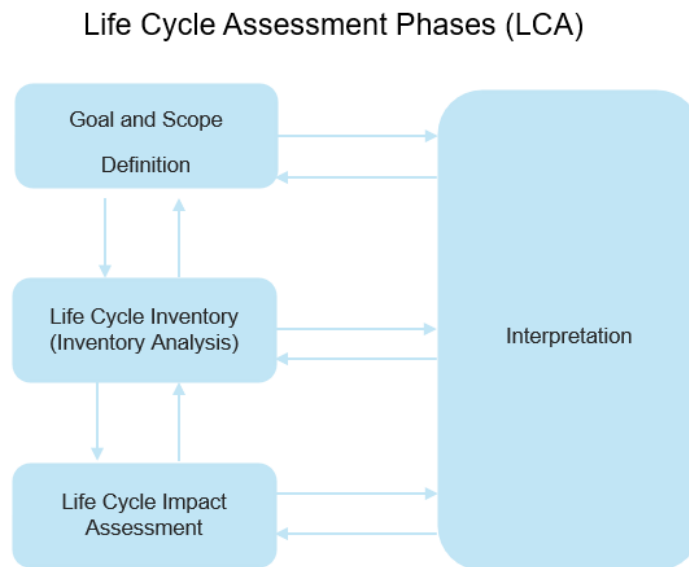 Life Cycle Assessment Phases (LCA)
Goal and Scope
Definition
Life Cycle Inventory
(Inventory Analysis)
Interpretation
Life Cycle Impact
Assessment